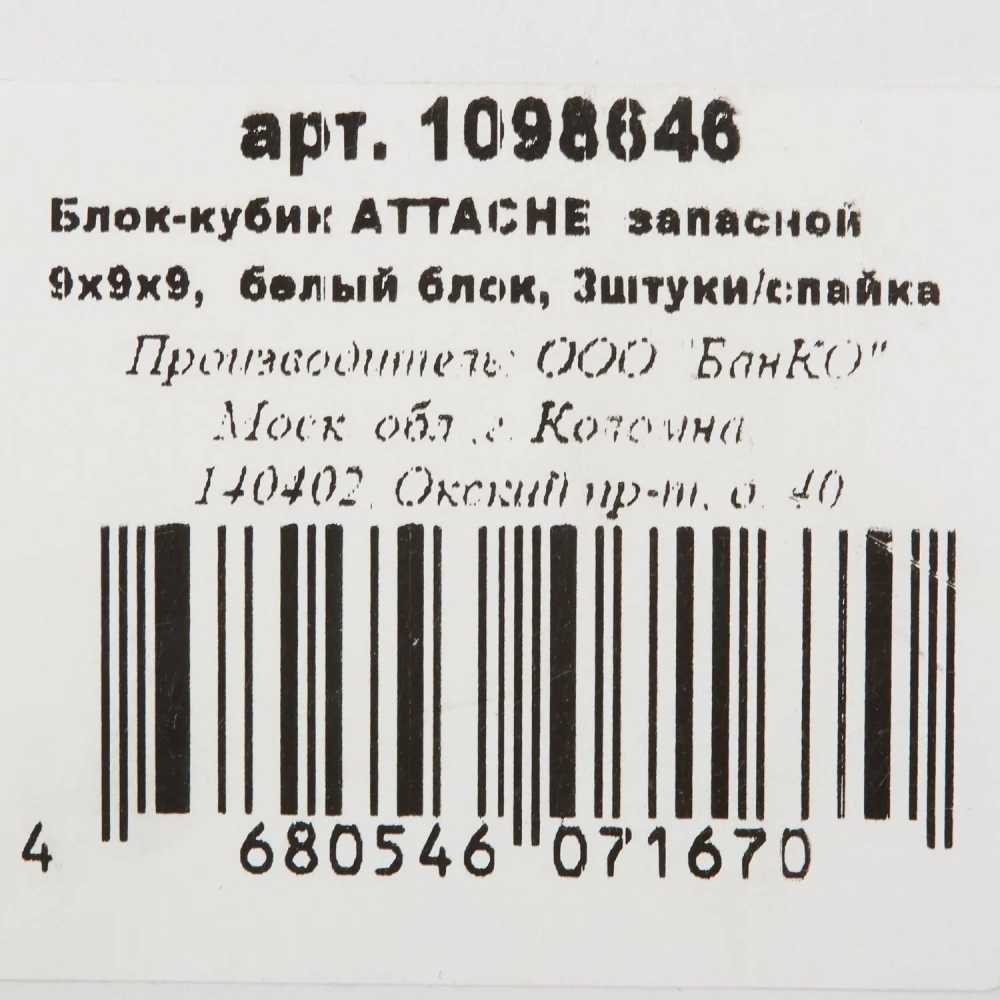 арт. 1098646
Блок-кубик ATTACHE запасной
9х9х9, белый блок, 3штуки/спайка
Производитель: ООО "БанКО"
Моск. обл., г. Коломна,
140402, Окский пр-т, д. 40
4 680546 071670